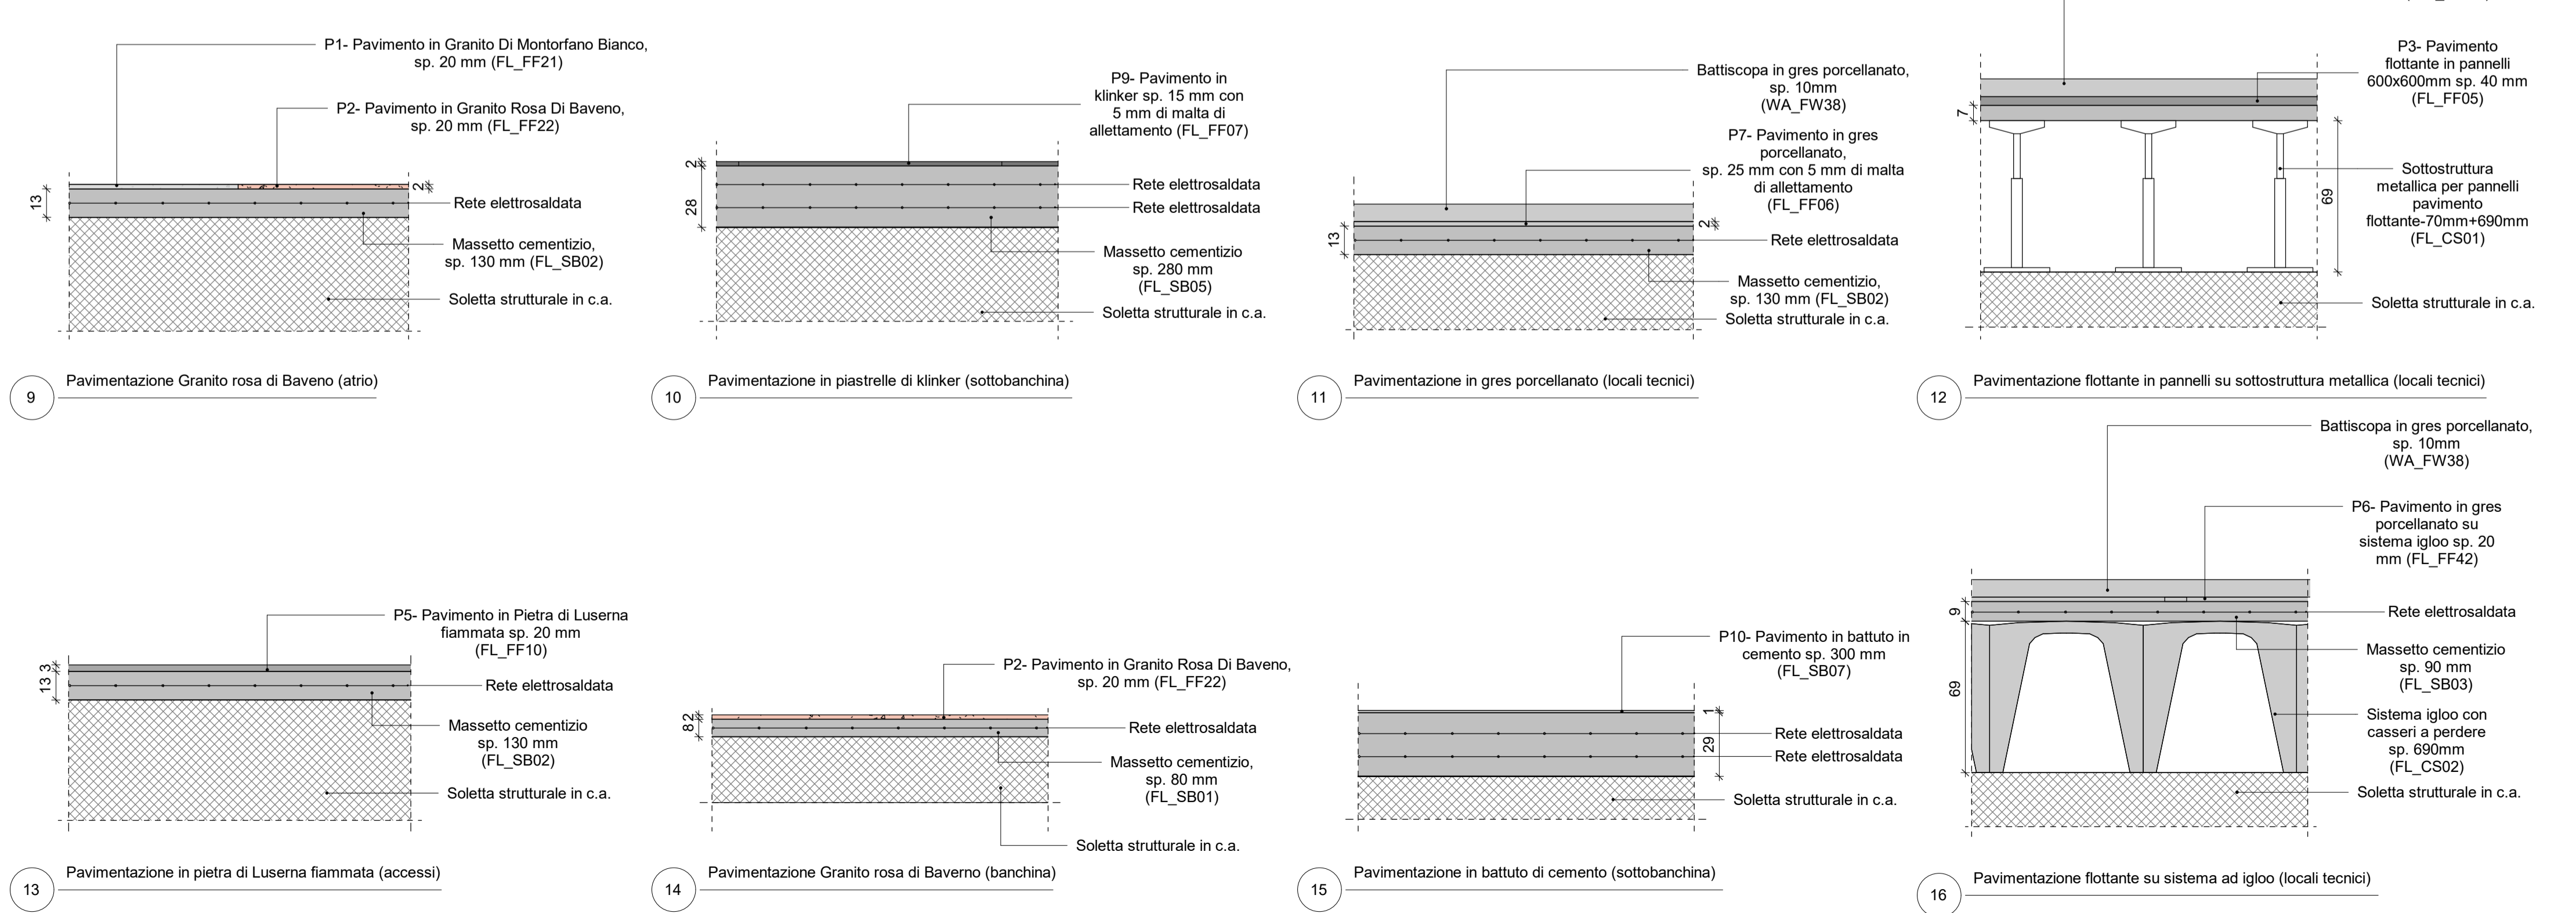 P1- Pavimento in Granito Di Montorfano Bianco,
sp. 20 mm (FL_FF21)
P2- Pavimento in Granito Rosa Di Baveno,
sp. 20 mm (FL_FF22)
2
13
Rete elettrosaldata
Massetto cementizio,
sp. 130 mm (FL_SB02)
Soletta strutturale in c.a.
9
Pavimentazione Granito rosa di Baveno (atrio)
P9- Pavimento in
klinker sp. 15 mm con
5 mm di malta di
allettamento (FL_FF07)
2
28
Rete elettrosaldata
Rete elettrosaldata
Massetto cementizio
sp. 280 mm
(FL_SB05)
Soletta strutturale in c.a.
10
Pavimentazione in piastrelle di klinker (sottobanchina)
Battiscopa in gres porcellanato,
sp. 10mm
(WA_FW38)
P7- Pavimento in gres
porcellanato,
sp. 25 mm con 5 mm di malta
di allettamento
(FL_FF06)
2
13
Rete elettrosaldata
Massetto cementizio,
sp. 130 mm (FL_SB02)
Soletta strutturale in c.a.
11
Pavimentazione in gres porcellanato (locali tecnici)
P3- Pavimento
flottante in pannelli
600x600mm sp. 40 mm
(FL_FF05)
7
69
Sottostruttura
metallica per pannelli
pavimento
flottante-70mm+690mm
(FL_CS01)
Soletta strutturale in c.a.
12
Pavimentazione flottante in pannelli su sottostruttura metallica (locali tecnici)
P5- Pavimento in Pietra di Luserna
fiammata sp. 20 mm
(FL_FF10)
3
13
Rete elettrosaldata
Massetto cementizio
sp. 130 mm
(FL_SB02)
Soletta strutturale in c.a.
13
Pavimentazione in pietra di Luserna fiammata (accessi)
P2- Pavimento in Granito Rosa Di Baveno,
sp. 20 mm (FL_FF22)
2
8
Rete elettrosaldata
Massetto cementizio,
sp. 80 mm
(FL_SB01)
Soletta strutturale in c.a.
14
Pavimentazione Granito rosa di Baverno (banchina)
P10- Pavimento in battuto in
cemento sp. 300 mm
(FL_SB07)
1
29
Rete elettrosaldata
Rete elettrosaldata
Soletta strutturale in c.a.
15
Pavimentazione in battuto di cemento (sottobanchina)
Battiscopa in gres porcellanato,
sp. 10mm
(WA_FW38)
P6- Pavimento in gres
porcellanato su
sistema igloo sp. 20
mm (FL_FF42)
9
69
Rete elettrosaldata
Massetto cementizio
sp. 90 mm
(FL_SB03)
Sistema igloo con
casseri a perdere
sp. 690mm
(FL_CS02)
Soletta strutturale in c.a.
16
Pavimentazione flottante su sistema ad igloo (locali tecnici)